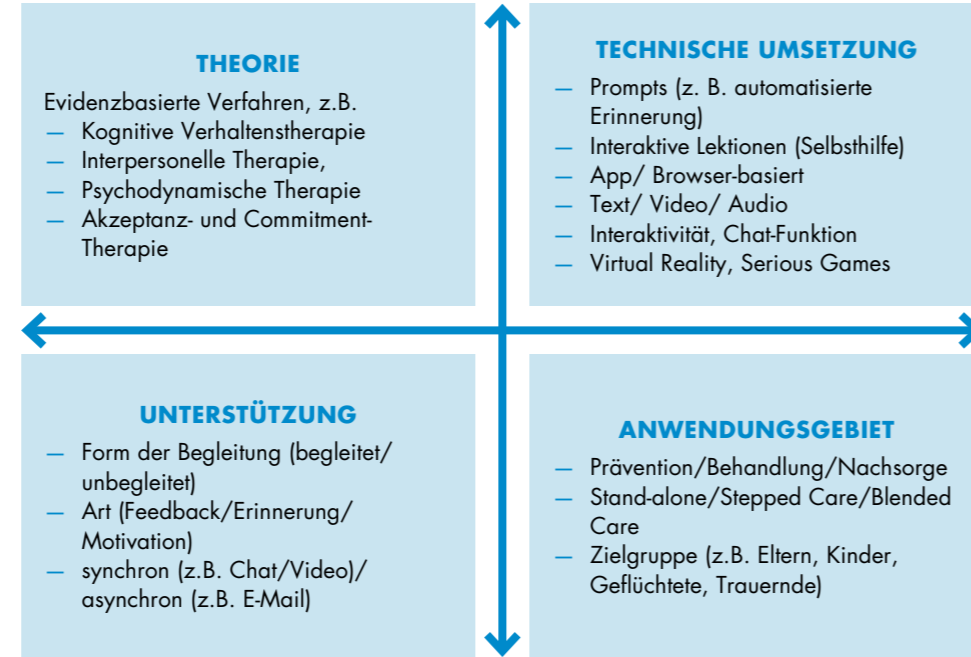 THEORIE
Evidenzbasierte Verfahren, z.B.
— Kognitive Verhaltenstherapie
— Interpersonelle Therapie,
— Psychodynamische Therapie
— Akzeptanz- und Commitment-
Therapie
TECHNISCHE UMSETZUNG
— Prompts (z. B. automatisierte
Erinnerung)
— Interaktive Lektionen (Selbsthilfe)
— App/ Browser-basiert
— Text/ Video/ Audio
— Interaktivität, Chat-Funktion
— Virtual Reality, Serious Games
UNTERSTÜTZUNG
— Form der Begleitung (begleitet/
unbegleitet)
— Art (Feedback/Erinnerung/
Motivation)
— synchron (z.B. Chat/Video)/
asynchron (z.B. E-Mail)
ANWENDUNGSGEBIET
— Prävention/Behandlung/Nachsorge
— Stand-alone/Stepped Care/Blended
Care
— Zielgruppe (z.B. Eltern, Kinder,
Geflüchtete, Trauernde)